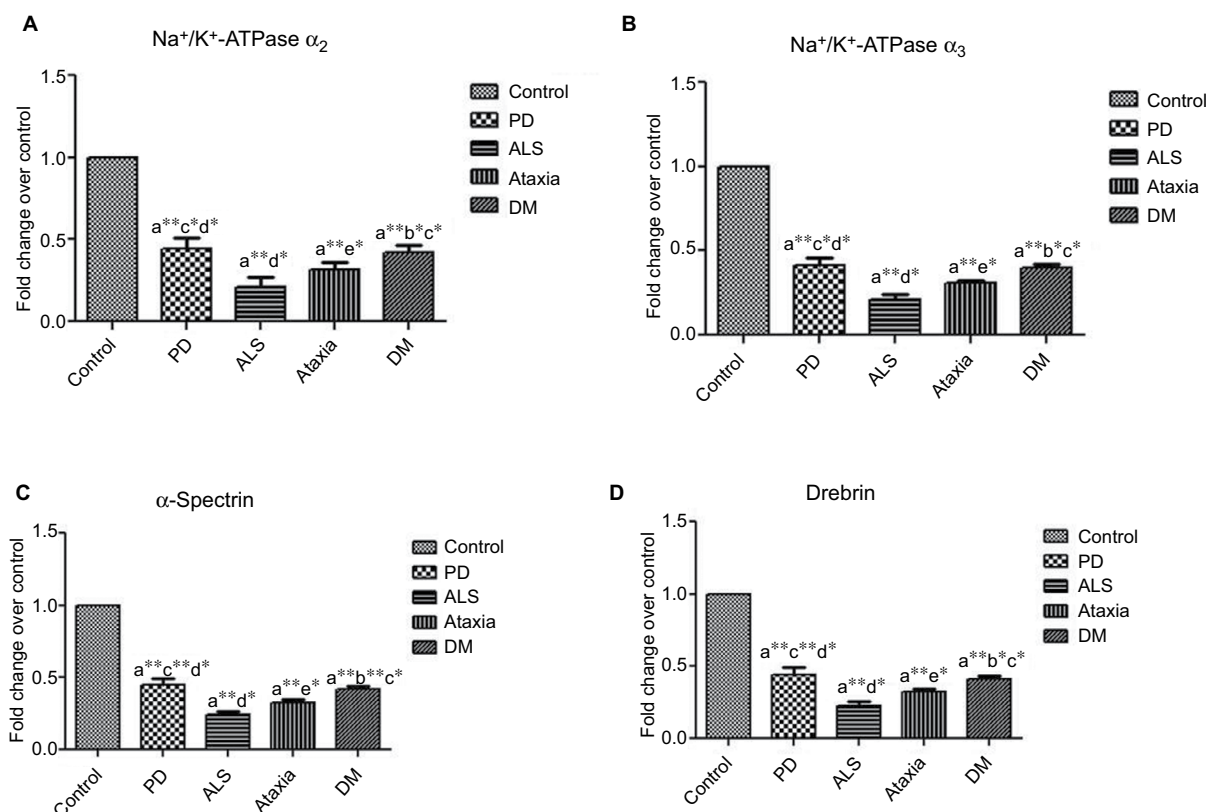 A
Na⁺/K⁺-ATPase α₂
Fold change over control
1.5
1.0
0.5
0.0
a**c*d*
a**d*
a**e*
a**b*c*
Control
PD
ALS
Ataxia
DM
Control
PD
ALS
Ataxia
DM
B
Na⁺/K⁺-ATPase α₃
Fold change over control
1.5
1.0
0.5
0.0
a**c*d*
a**d*
a**e*
a**b*c*
Control
PD
ALS
Ataxia
DM
Control
PD
ALS
Ataxia
DM
C
α-Spectrin
Fold change over control
1.5
1.0
0.5
0.0
a**c**d*
a**d*
a**e*
a**b**c*
Control
PD
ALS
Ataxia
DM
Control
PD
ALS
Ataxia
DM
D
Drebrin
Fold change over control
1.5
1.0
0.5
0.0
a**c**d*
a**d*
a**e*
a**b*c*
Control
PD
ALS
Ataxia
DM
Control
PD
ALS
Ataxia
DM